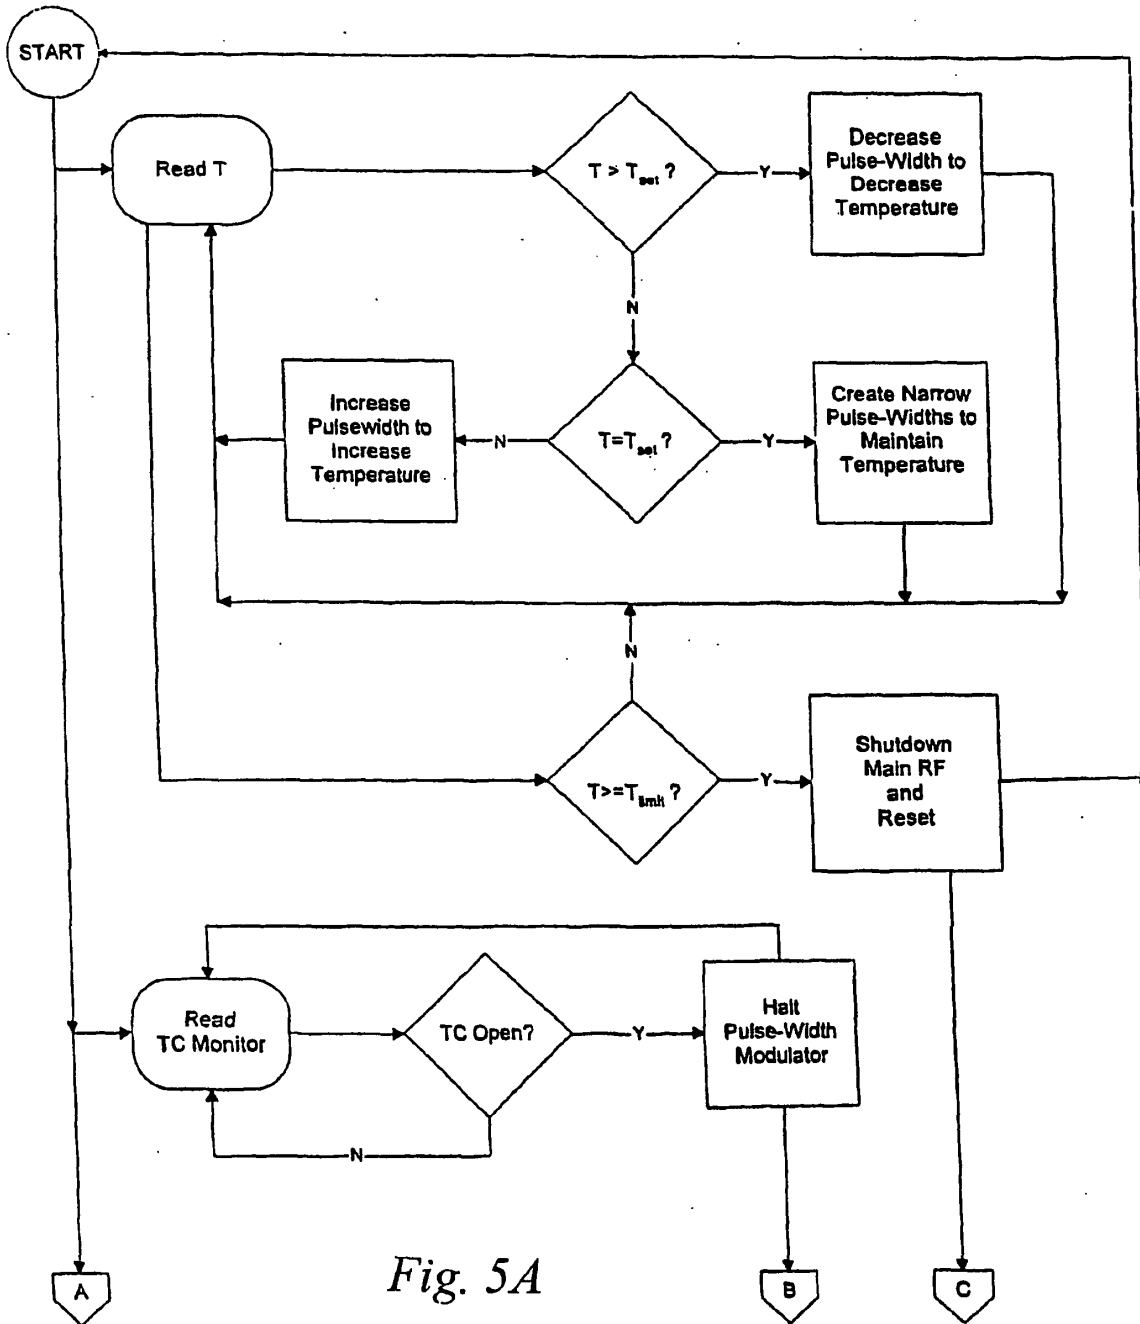 START
Read T
T > Tset ?
Y
Decrease
Pulse-Width to
Decrease
Temperature
N
Increase
Pulsewidth to
Increase
Temperature
N
T=Tset ?
Y
Create Narrow
Pulse-Widths to
Maintain
Temperature
N
T>=Tlimit ?
Y
Shutdown
Main RF
and
Reset
Read
TC Monitor
TC Open?
Y
Halt
Pulse-Width
Modulator
N
A
Fig. 5A
B
C